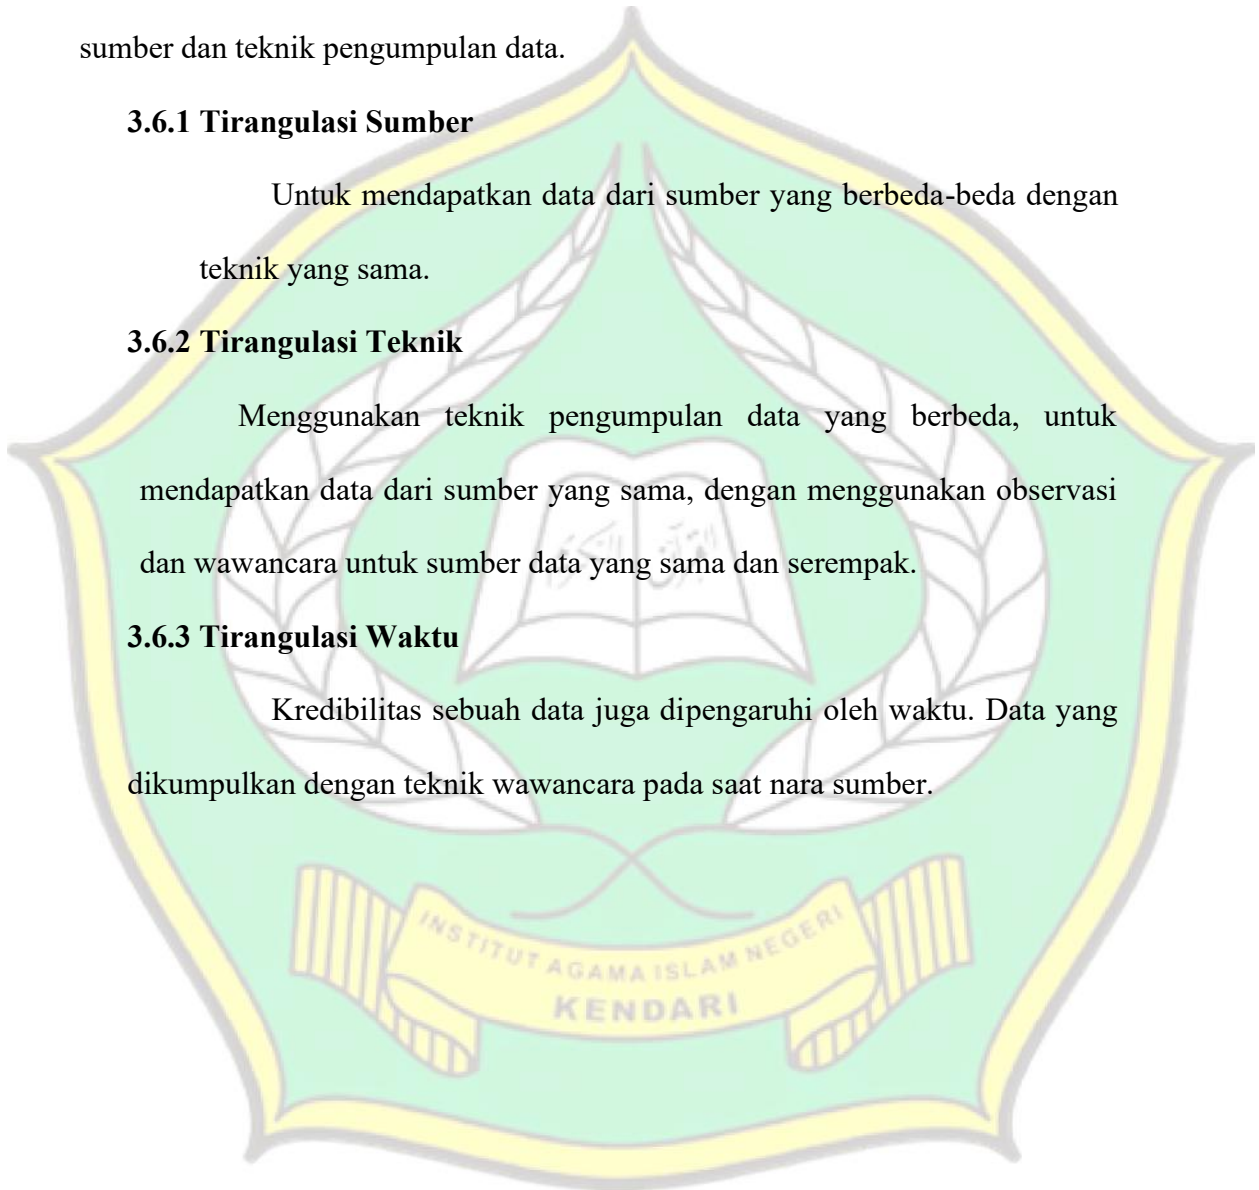 sumber dan teknik pengumpulan data.
3.6.1 Tirangulasi Sumber
Untuk mendapatkan data dari sumber yang berbeda-beda dengan
teknik yang sama.
3.6.2 Tirangulasi Teknik
Menggunakan teknik pengumpulan data yang berbeda, untuk
mendapatkan data dari sumber yang sama, dengan menggunakan observasi
dan wawancara untuk sumber data yang sama dan serempak.
3.6.3 Tirangulasi Waktu
Kredibilitas sebuah data juga dipengaruhi oleh waktu. Data yang
dikumpulkan dengan teknik wawancara pada saat nara sumber.
INSTITUT AGAMA ISLAM NEGERI
KENDARI